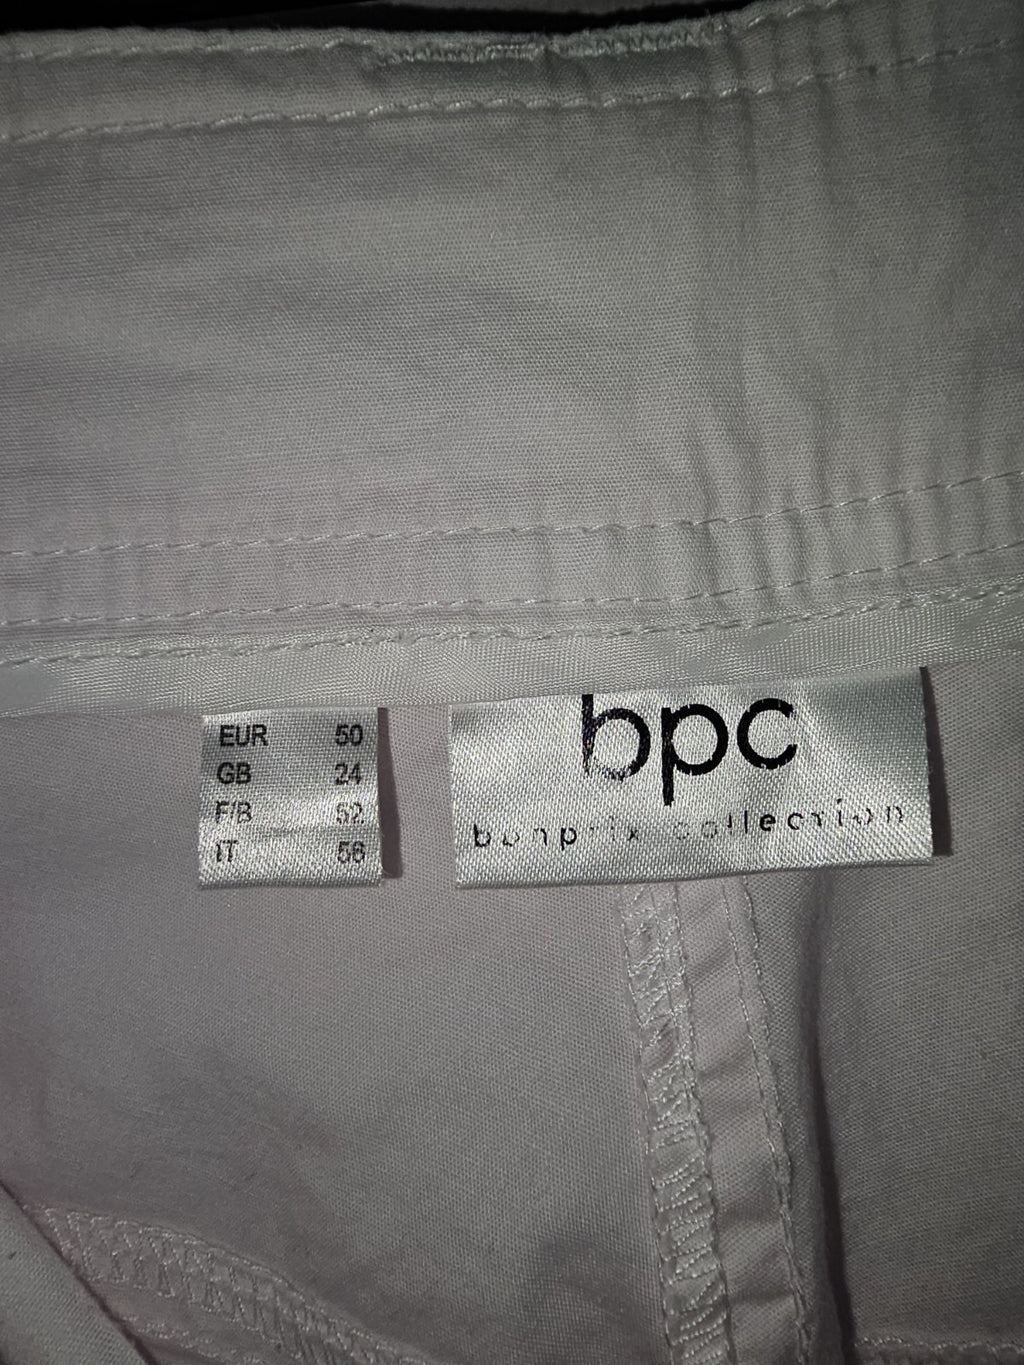 EUR 50
GB 24
F/B 52
IT 56
bpc
bonprix collection